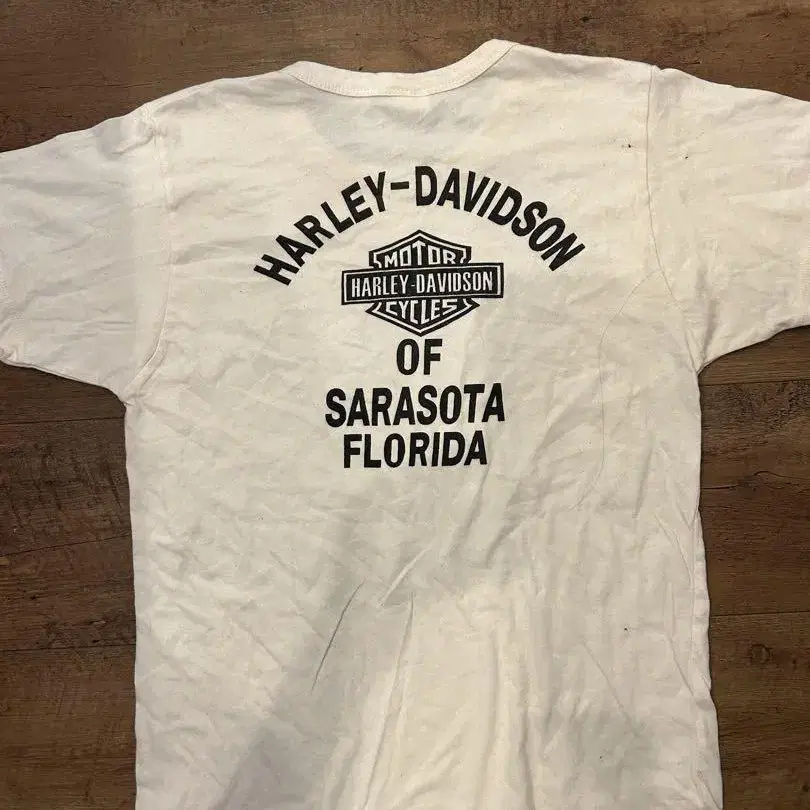 HARLEY-DAVIDSON
MOTOR
HARLEY-DAVIDSON
CYCLES
OF
SARASOTA
FLORIDA